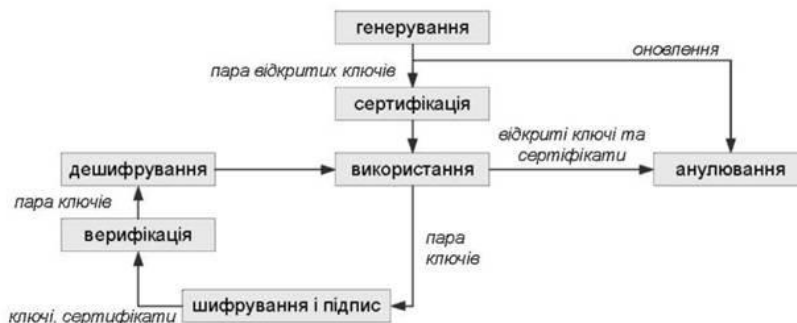 генерування
оновлення
пара відкритих ключів
сертифікація
відкриті ключі та
сертіфікати
дешифрування
використання
анулювання
пара ключів
верифікація
пара
ключів
шифрування і підпис
ключі, сертифікати